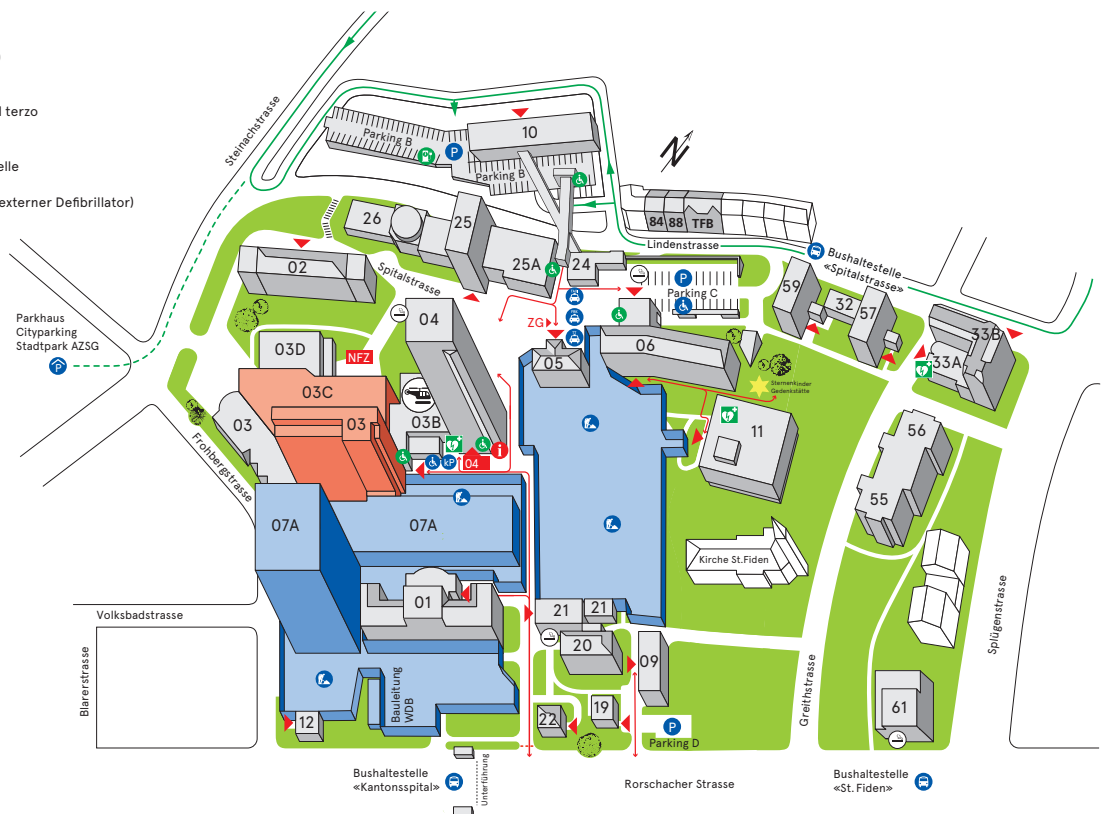 l terzo
elle
externer Defibrillator)
Steinachstrasse
Parking B
P
10
Parking B
N
84 88 TFB
Lindenstrasse
Bushaltestelle
«Spitalstrasse»
26
25
25A
24
02
Spitalstrasse
P
Parking C
59
32
57
33B
33A
ZG
04
06
05
Parkhaus
Cityparking
Stadtpark AZSG
P
03D
NFZ
03C
03
03
03B
kP
04
i
Sternenkinder
Gedenkstätte
11
56
55
Frohbergstrasse
07A
07A
Kirche St.Fiden
01
21
21
20
09
Volksbadstrasse
Blarerstrasse
Bauleitung
WDB
12
22
19
P
Parking D
Greithstrasse
Splügenstrasse
61
Unterführung
Bushaltestelle
«Kantonsspital»
Rorschacher Strasse
Bushaltestelle
«St. Fiden»